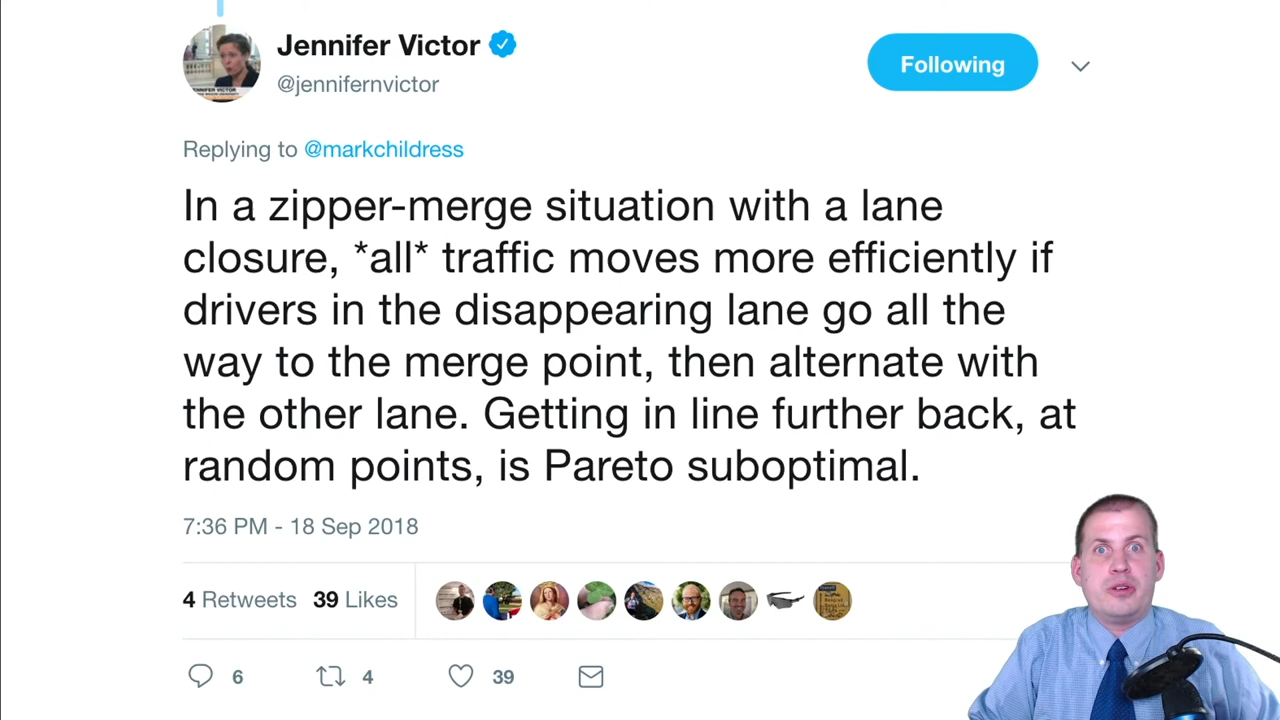 Jennifer Victor
@jennifernvictor
Following
Replying to @markchildress
In a zipper-merge situation with a lane
closure, *all* traffic moves more efficiently if
drivers in the disappearing lane go all the
way to the merge point, then alternate with
the other lane. Getting in line further back, at
random points, is Pareto suboptimal.
7:36 PM - 18 Sep 2018
4 Retweets 39 Likes
6 4 39